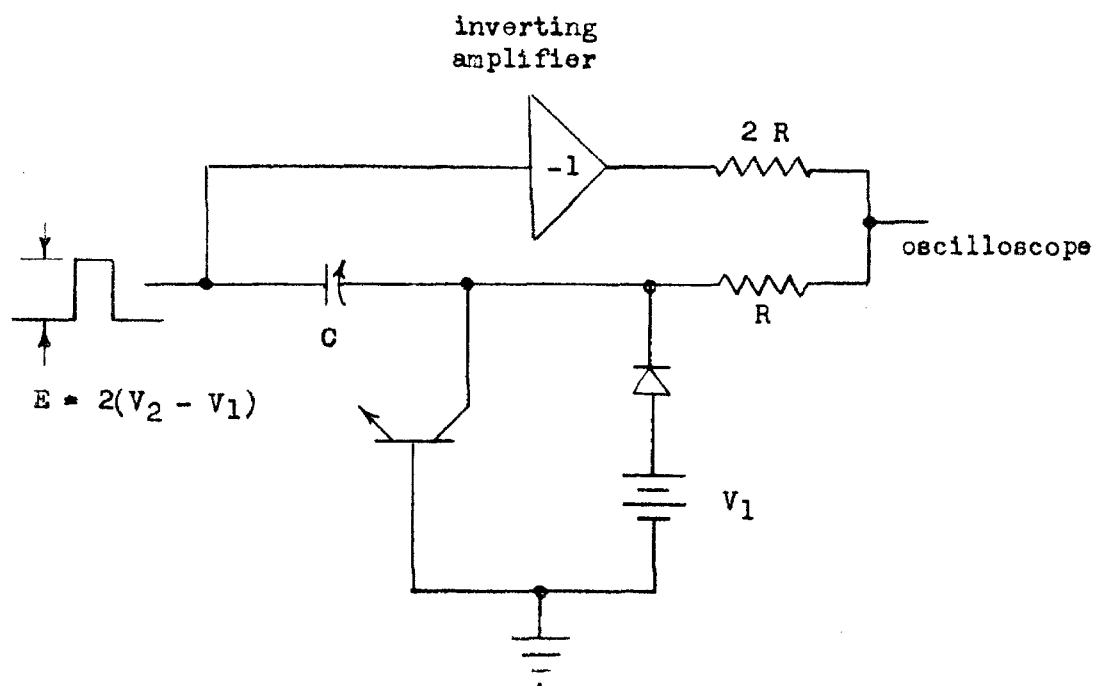 inverting
amplifier
-1
2 R
oscilloscope
R
C
E = 2(V₂ - V₁)
V₁